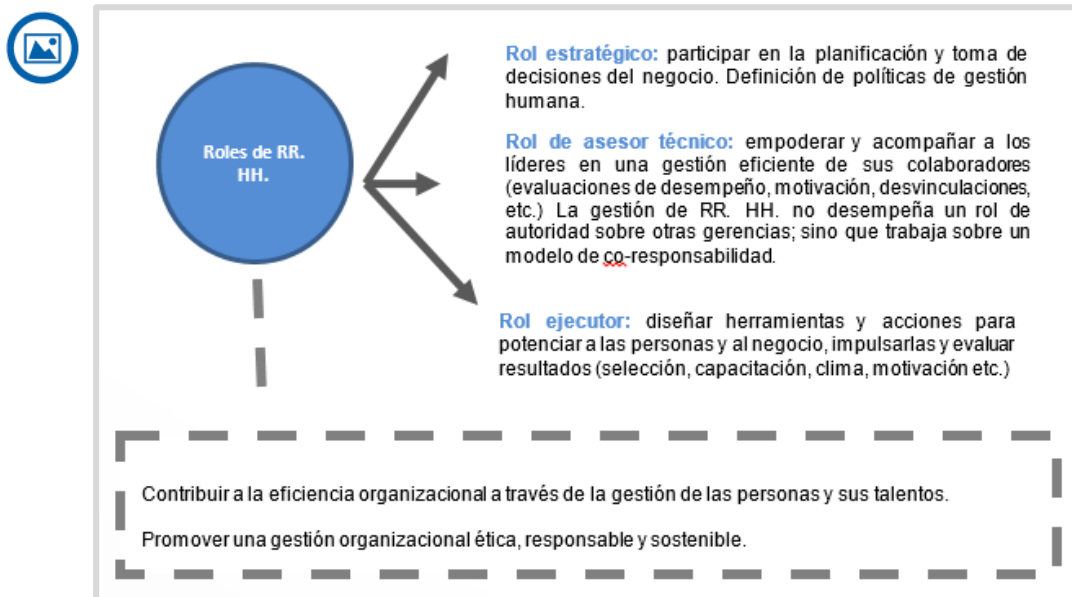 Roles de RR.
HH.
Rol estratégico: participar en la planificación y toma de
decisiones del negocio. Definición de políticas de gestión
humana.
Rol de asesor técnico: empoderar y acompañar a los
líderes en una gestión eficiente de sus colaboradores
(evaluaciones de desempeño, motivación, desvinculaciones,
etc.) La gestión de RR. HH. no desempeña un rol de
autoridad sobre otras gerencias; sino que trabaja sobre un
modelo de co-responsabilidad.
Rol ejecutor: diseñar herramientas y acciones para
potenciar a las personas y al negocio, impulsarlas y evaluar
resultados (selección, capacitación, clima, motivación etc.)
Contribuir a la eficiencia organizacional a través de la gestión de las personas y sus talentos.
Promover una gestión organizacional ética, responsable y sostenible.